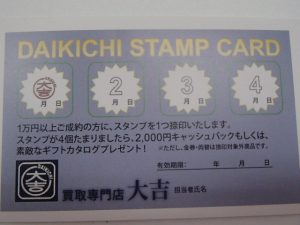 DAIKICHI STAMP CARD
大吉 2 3 4
月 日 月 日 月 日 月 日
1万円以上ご成約の方に、スタンプを1つ捺印いたします。
スタンプが4個たまりましたら、2,000円キャッシュバックもしくは、
素敵なギフトカタログプレゼント! ※ただし、金券・両替は捺印対象外商品です。
有効期限: 年 月 日
大吉
買取専門店 大吉 担当者氏名